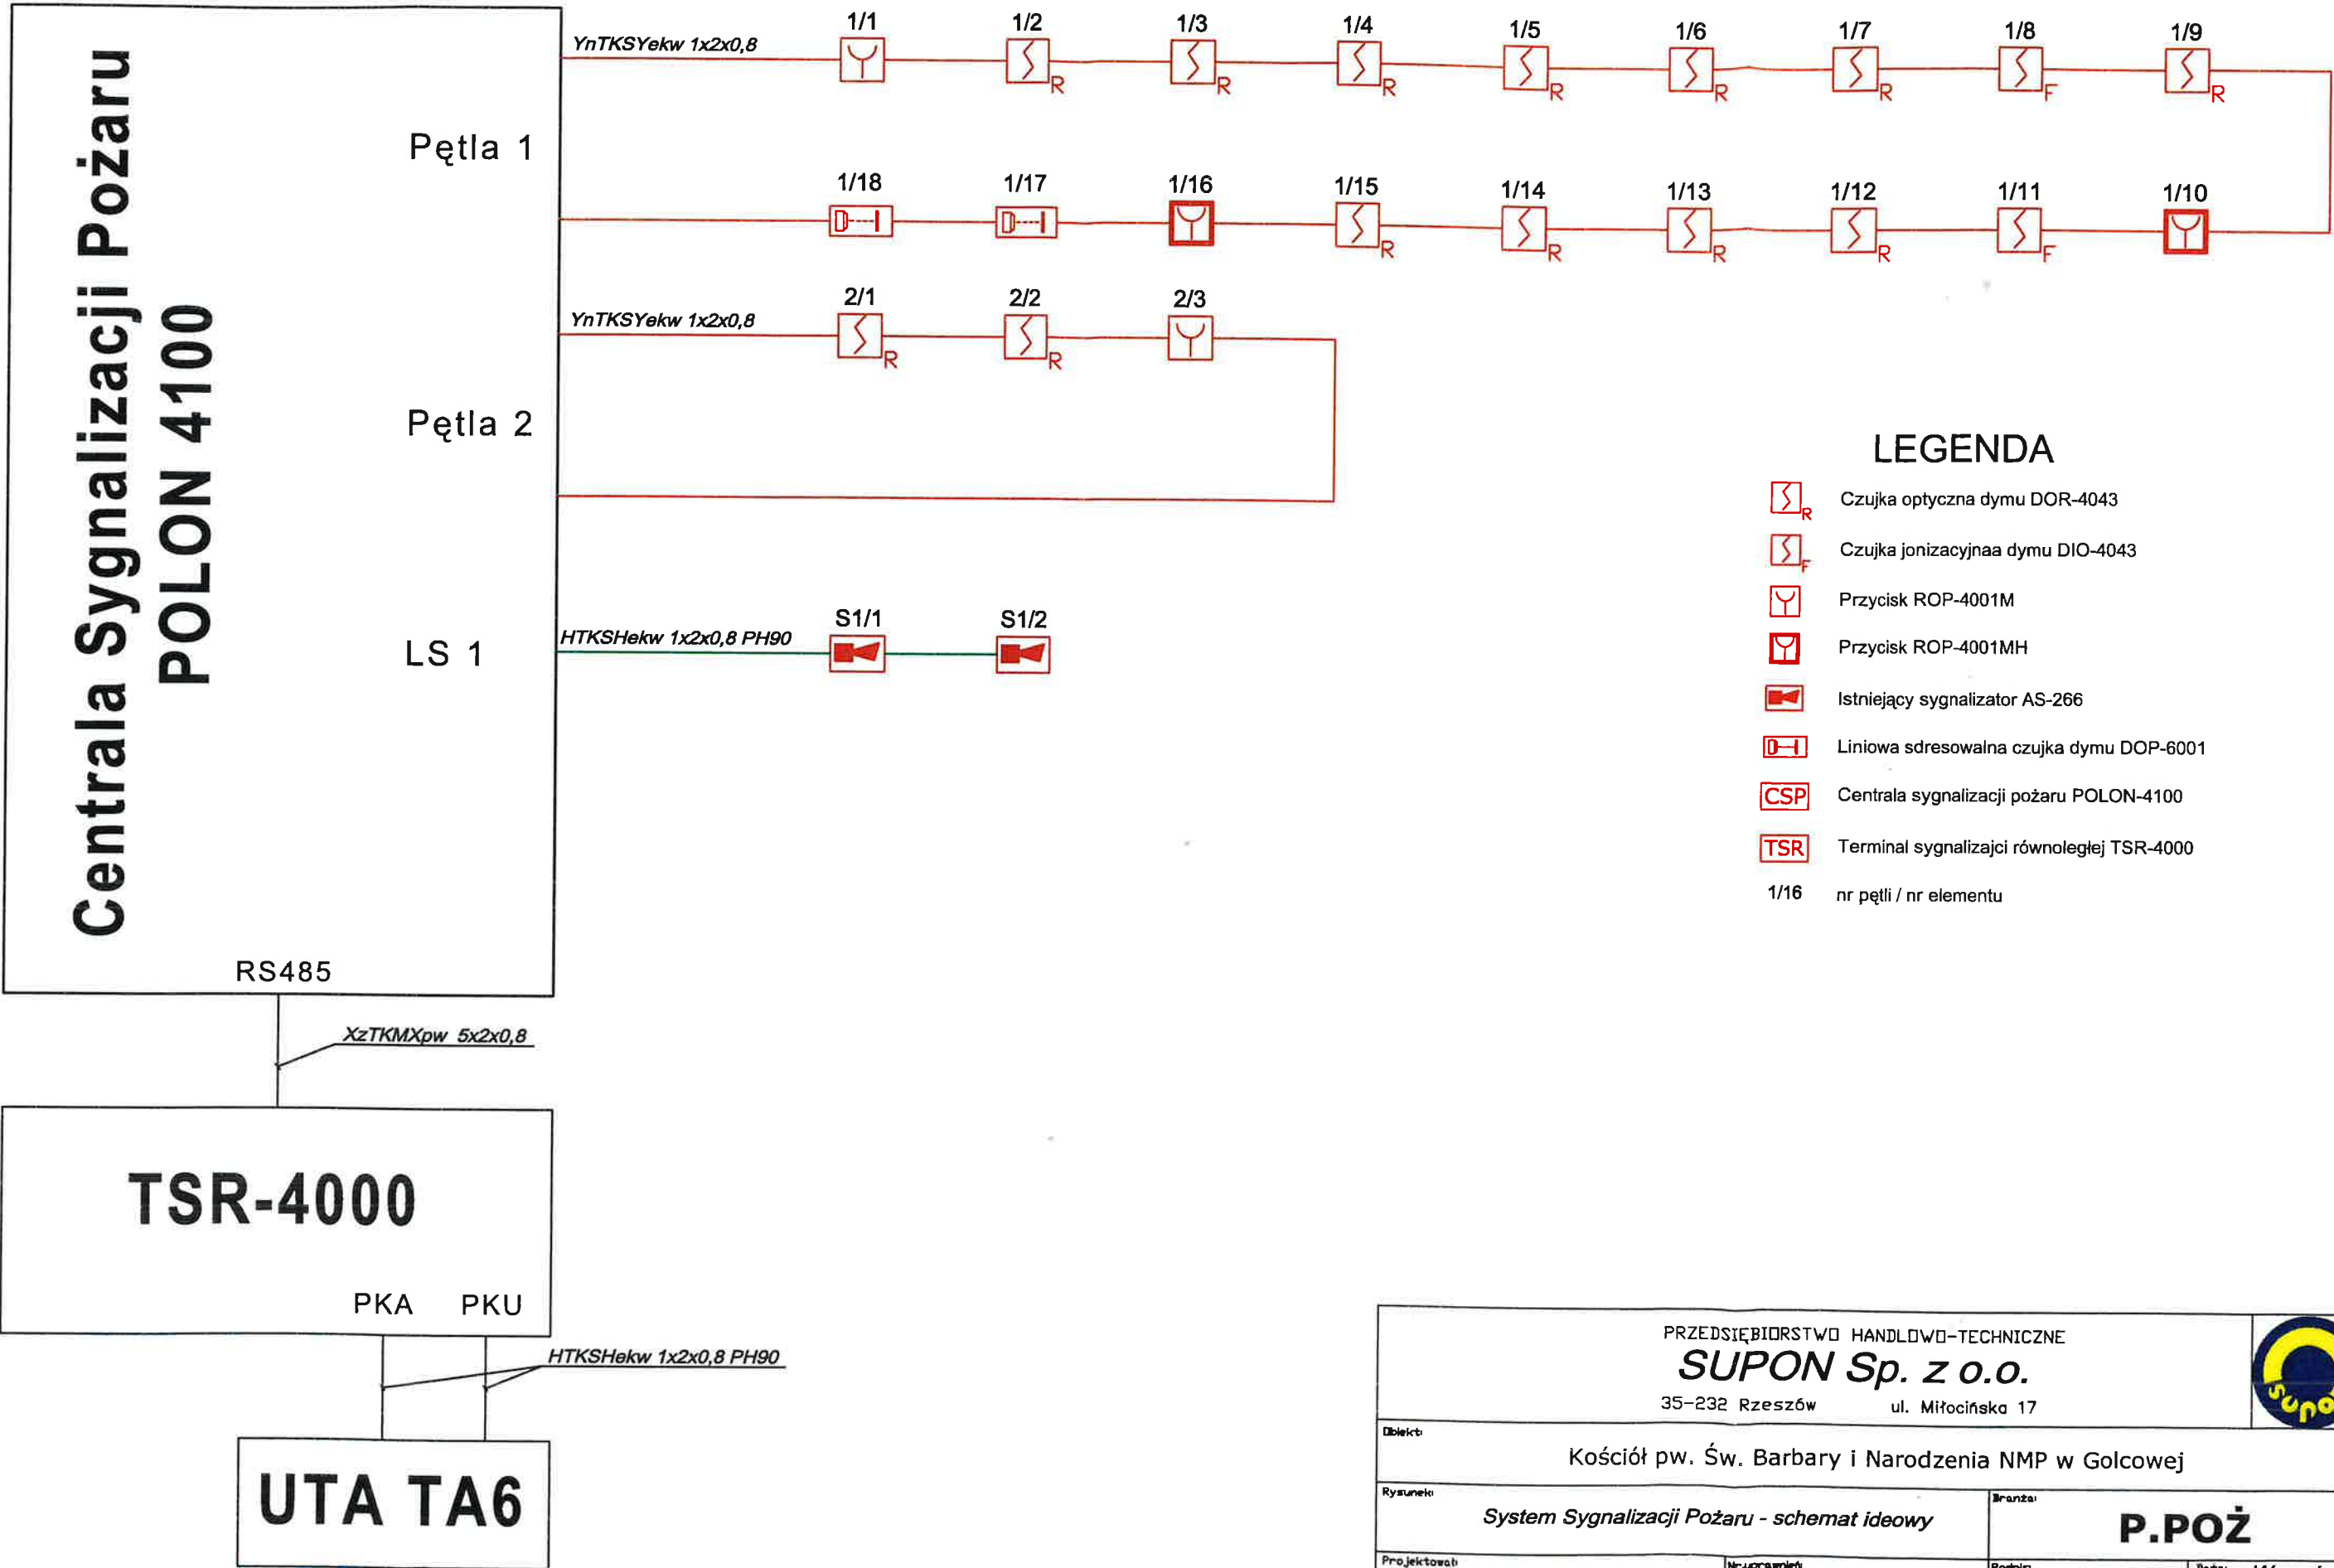 Centrala Sygnalizacji Pożaru
POLON 4100
Pętla 1
Pętla 2
LS 1
RS485
YnTKSYekw 1x2x0,8
1/1
1/2
R
1/3
R
1/4
R
1/5
R
1/6
R
1/7
R
1/8
F
1/9
R
1/18
1/17
1/16
1/15
R
1/14
R
1/13
R
1/12
R
1/11
F
1/10
YnTKSYekw 1x2x0,8
2/1
R
2/2
R
2/3
HTKSHekw 1x2x0,8 PH90
S1/1
S1/2
LEGENDA
R Czujka optyczna dymu DOR-4043
F Czujka jonizacyjnaa dymu DIO-4043
Przycisk ROP-4001M
Przycisk ROP-4001MH
Istniejący sygnalizator AS-266
Liniowa sdresowalna czujka dymu DOP-6001
CSP Centrala sygnalizacji pożaru POLON-4100
TSR Terminal sygnalizajci równoległej TSR-4000
1/16 nr pętli / nr elementu
XzTKMXpw 5x2x0,8
TSR-4000
PKA PKU
HTKSHekw 1x2x0,8 PH90
UTA TA6
PRZEDSIĘBIORSTWO HANDLOWO-TECHNICZNE
SUPON Sp. z o.o.
35-232 Rzeszów ul. Miłocińska 17
supo
Obiekt:
Kościół pw. Św. Barbary i Narodzenia NMP w Golcowej
Rysunek:
System Sygnalizacji Pożaru - schemat ideowy
Branża:
P.POŻ
Projektował: